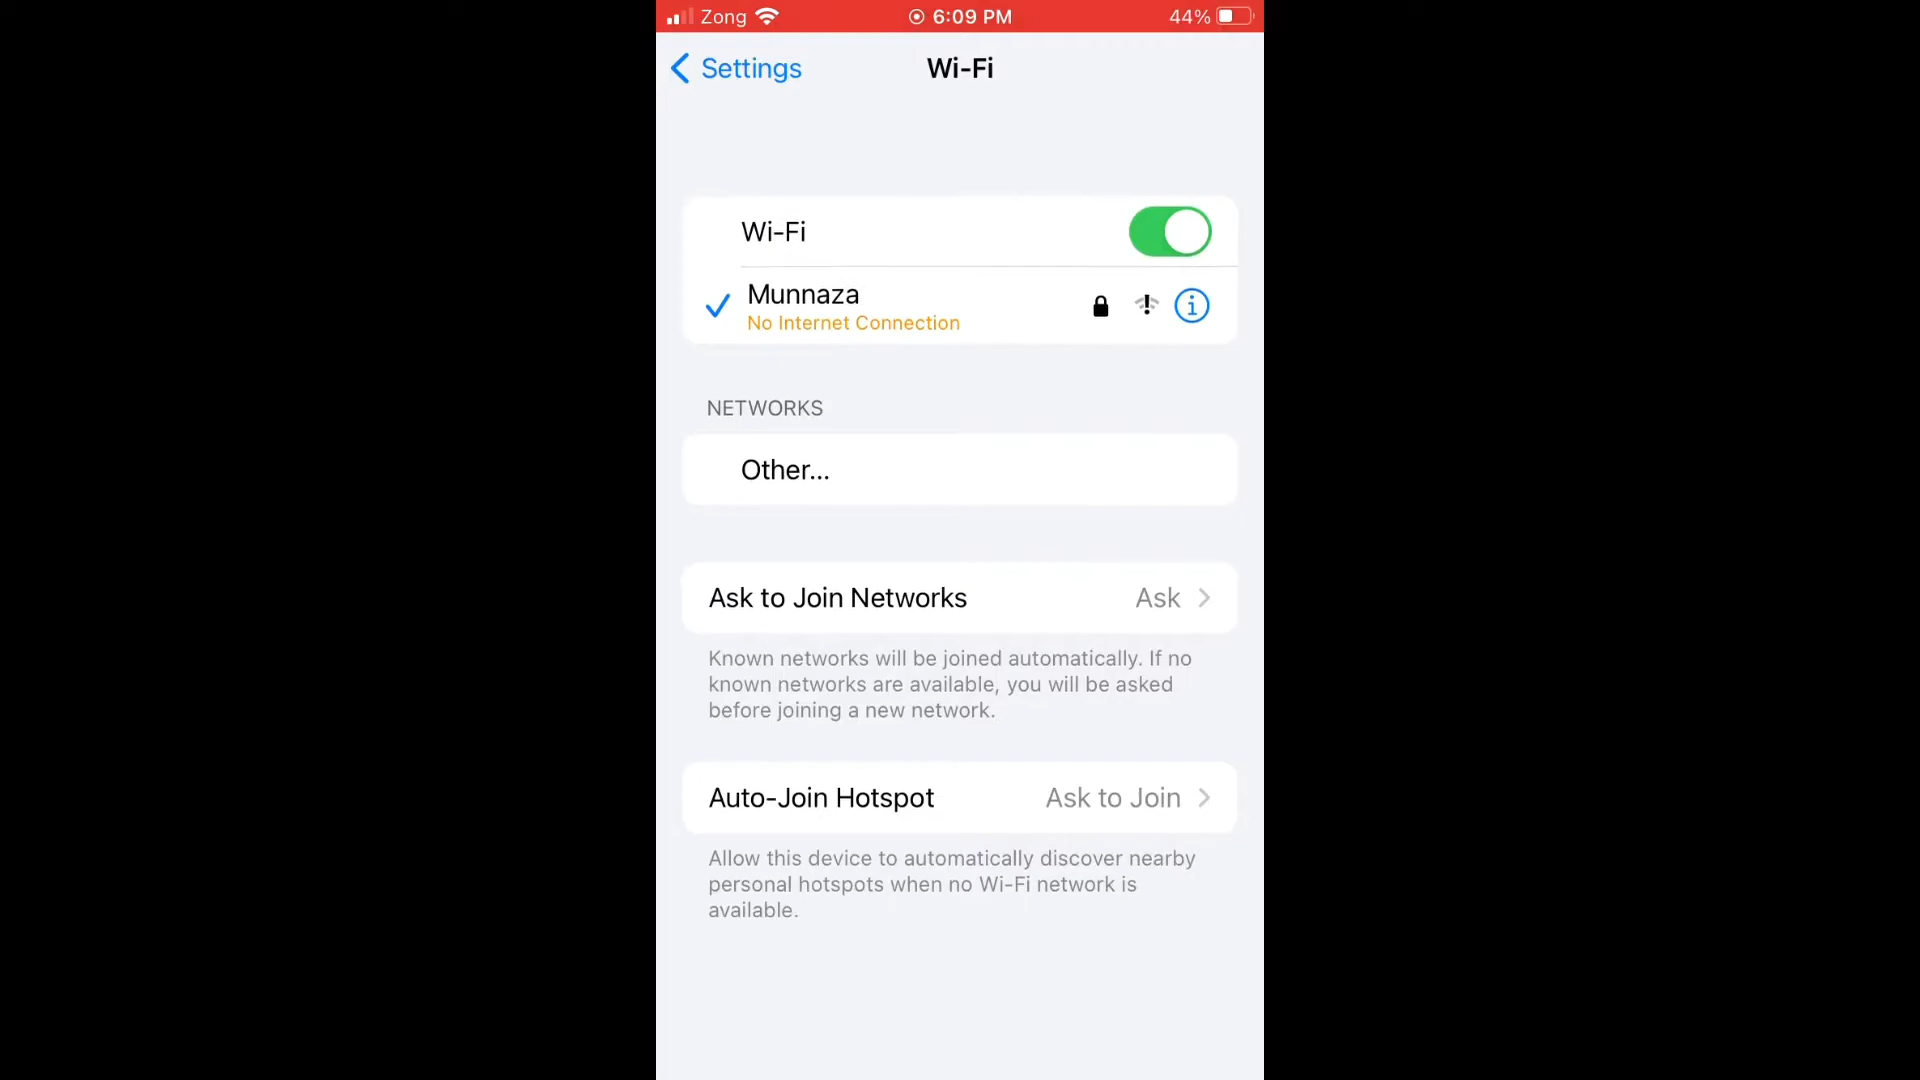 Zong 6:09 PM 44%
Settings Wi-Fi
Wi-Fi
Munnaza
No Internet Connection
NETWORKS
Other...
Ask to Join Networks Ask
Known networks will be joined automatically. If no
known networks are available, you will be asked
before joining a new network.
Auto-Join Hotspot Ask to Join
Allow this device to automatically discover nearby
personal hotspots when no Wi-Fi network is
available.